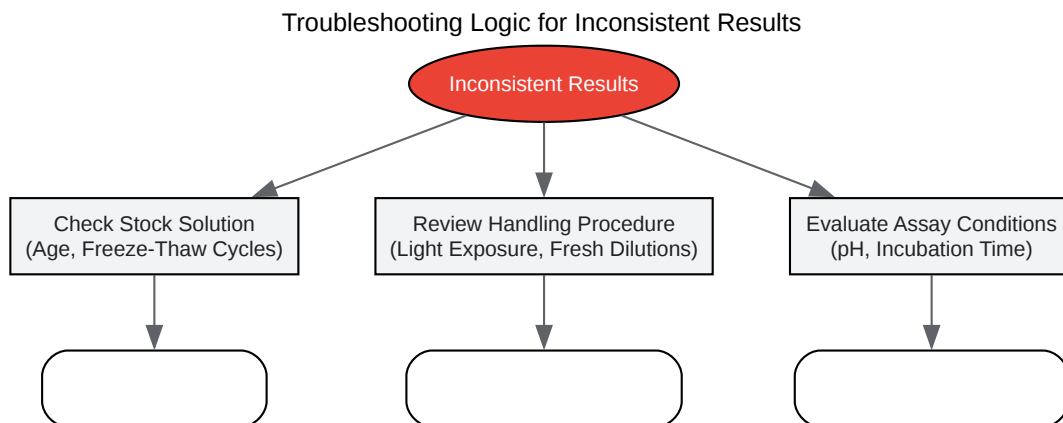 Troubleshooting Logic for Inconsistent Results
Inconsistent Results
Check Stock Solution
(Age, Freeze-Thaw Cycles)
Review Handling Procedure
(Light Exposure, Fresh Dilutions)
Evaluate Assay Conditions
(pH, Incubation Time)